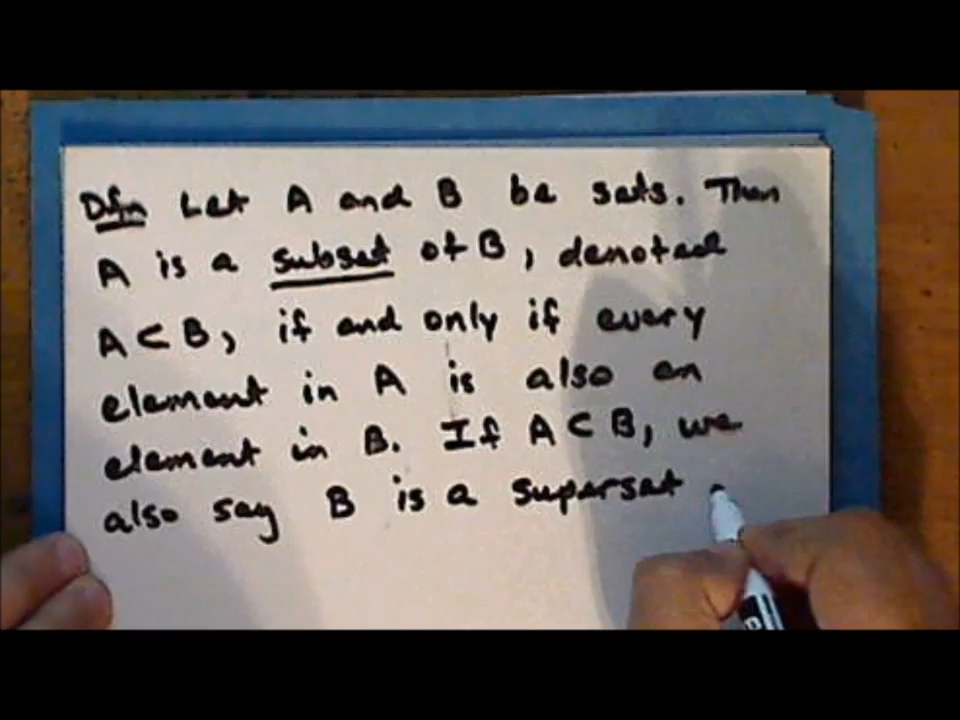 Dfn Let A and B be sets. Then
A is a subset of B, denoted
A ⊂ B, if and only if every
element in A is also an
element in B. If A ⊂ B, we
also say B is a superset